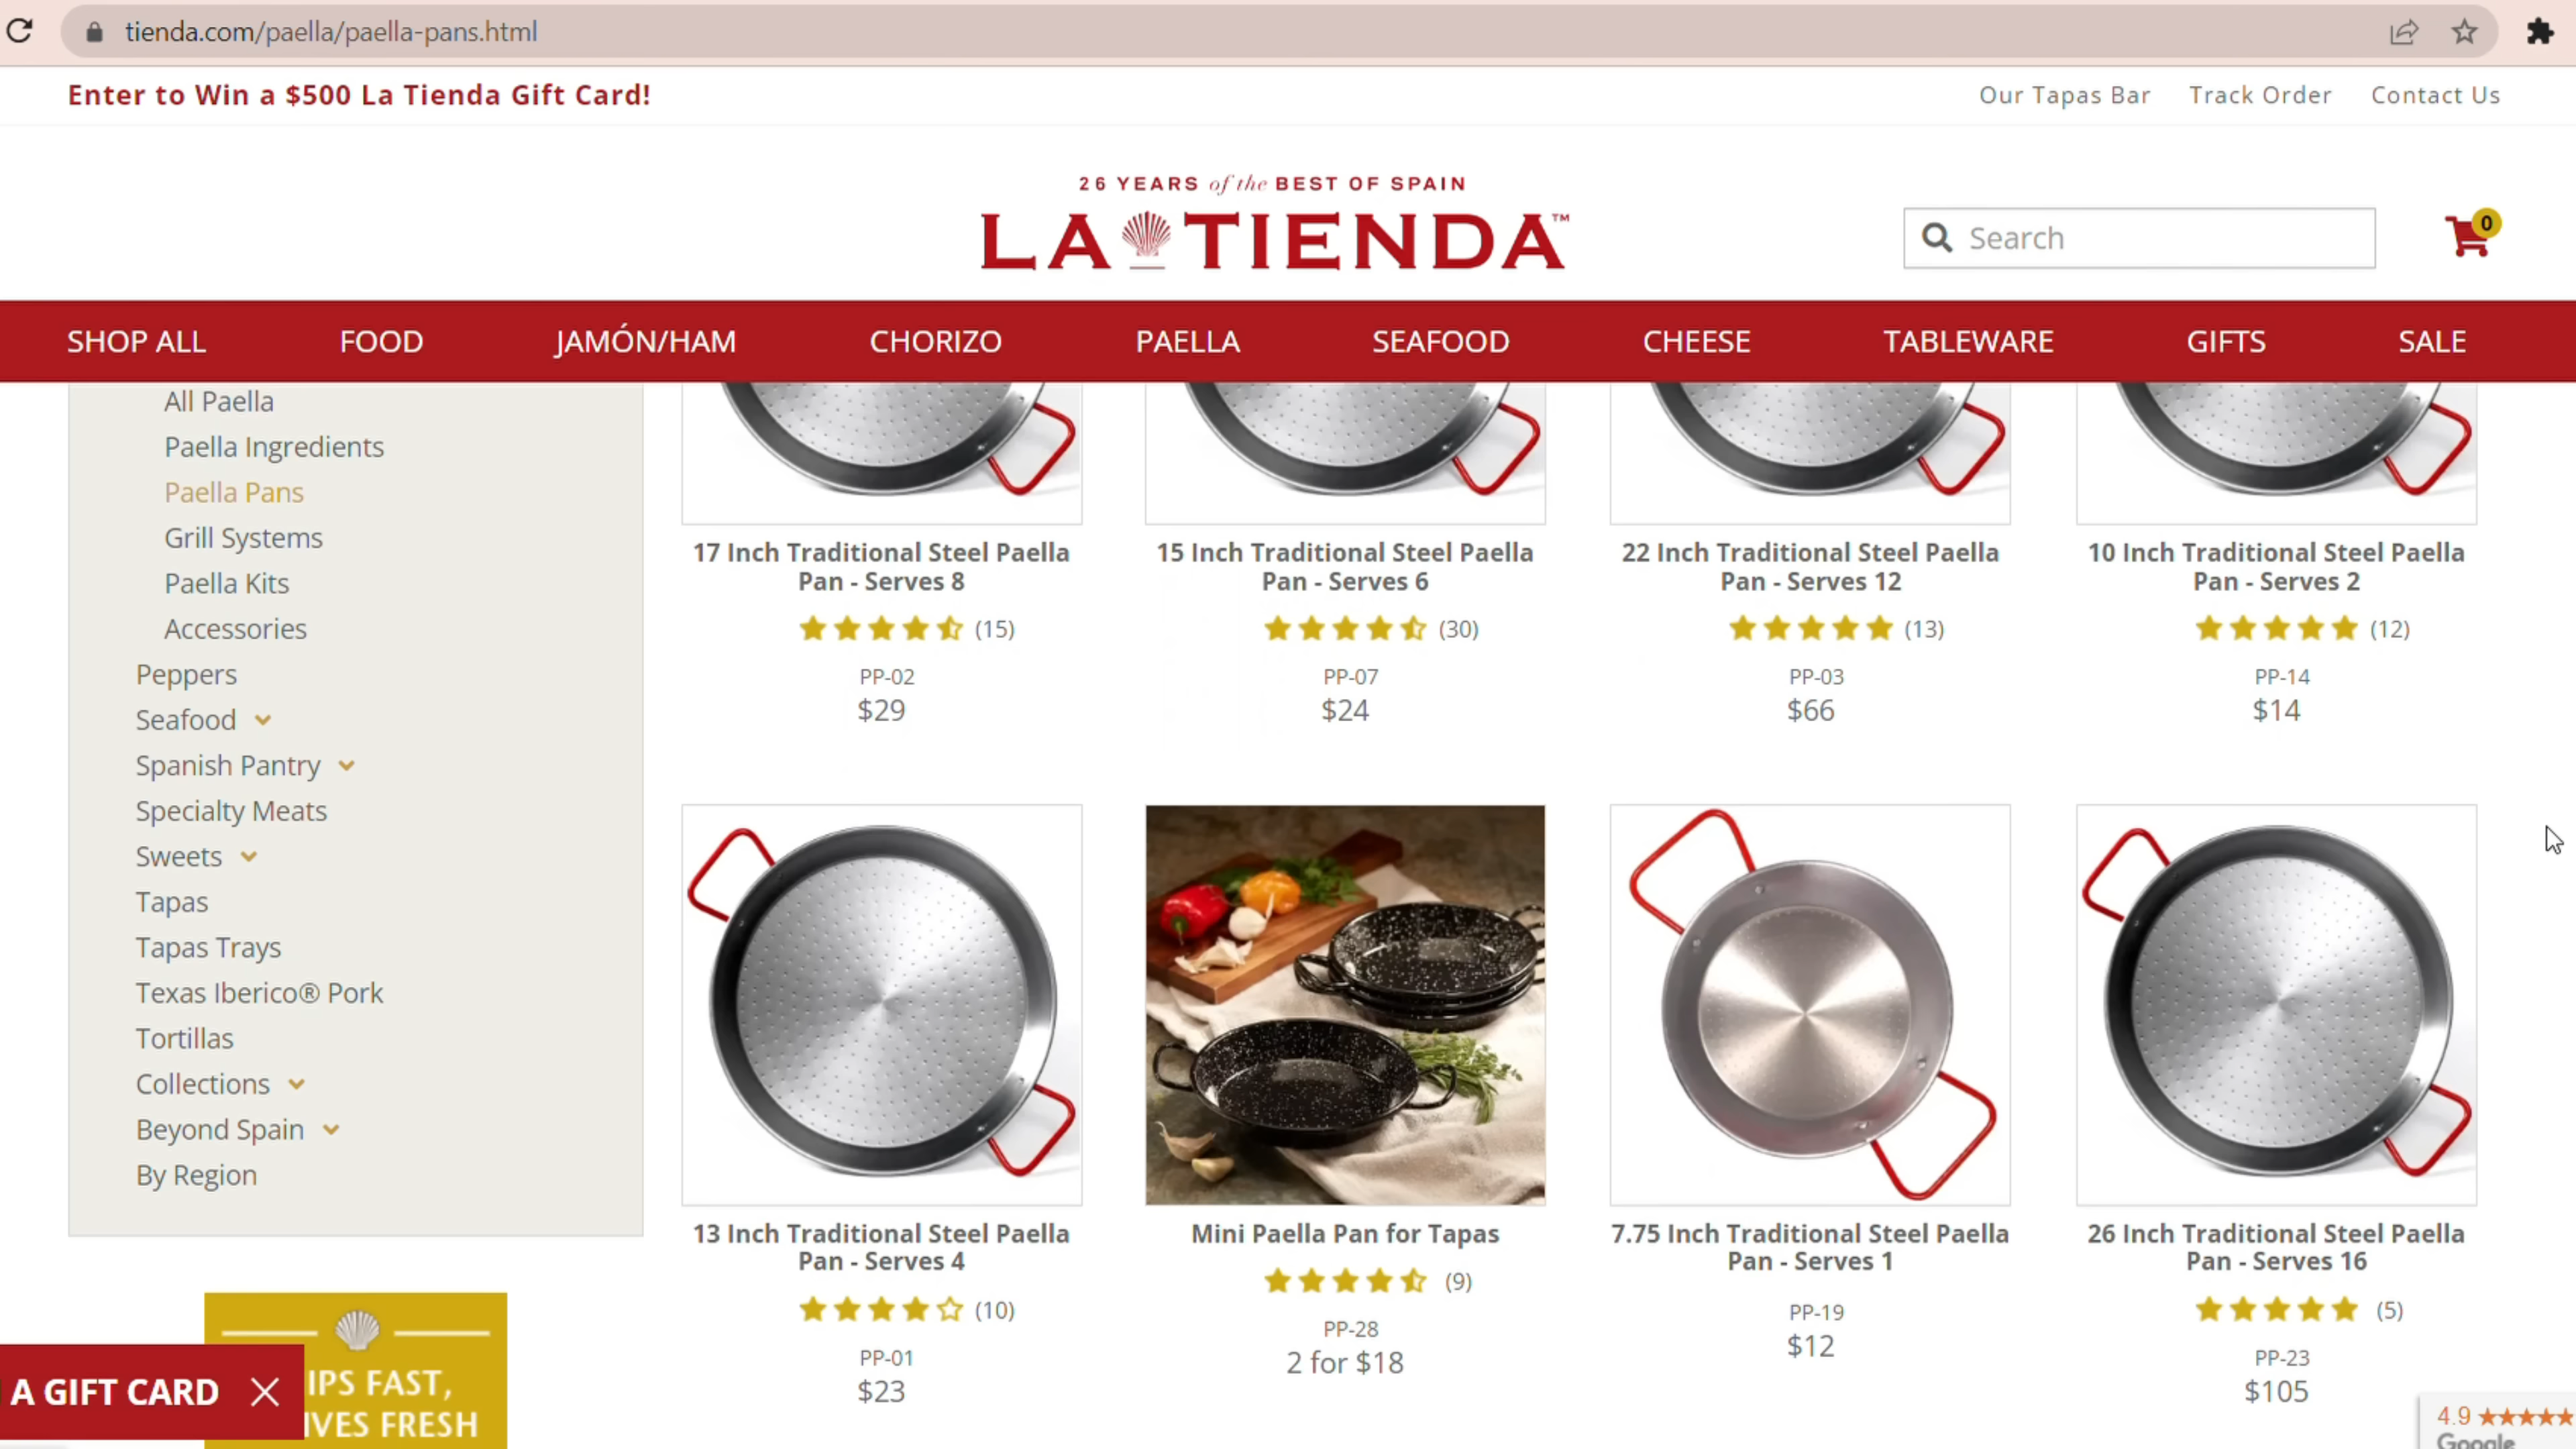 tienda.com/paella/paella-pans.html
Enter to Win a $500 La Tienda Gift Card!
Our Tapas Bar
Track Order
Contact Us
26 YEARS of the BEST OF SPAIN
LA TIENDA™
Search
0
SHOP ALL
FOOD
JAMÓN/HAM
CHORIZO
PAELLA
SEAFOOD
CHEESE
TABLEWARE
GIFTS
SALE
All Paella
Paella Ingredients
Paella Pans
Grill Systems
Paella Kits
Accessories
Peppers
Seafood
Spanish Pantry
Specialty Meats
Sweets
Tapas
Tapas Trays
Texas Iberico® Pork
Tortillas
Collections
Beyond Spain
By Region
17 Inch Traditional Steel Paella
Pan - Serves 8
(15)
PP-02
$29
15 Inch Traditional Steel Paella
Pan - Serves 6
(30)
PP-07
$24
22 Inch Traditional Steel Paella
Pan - Serves 12
(13)
PP-03
$66
10 Inch Traditional Steel Paella
Pan - Serves 2
(12)
PP-14
$14
13 Inch Traditional Steel Paella
Pan - Serves 4
(10)
PP-01
$23
Mini Paella Pan for Tapas
(9)
PP-28
2 for $18
7.75 Inch Traditional Steel Paella
Pan - Serves 1
PP-19
$12
26 Inch Traditional Steel Paella
Pan - Serves 16
(5)
PP-23
$105
IPS FAST,
IVES FRESH
A GIFT CARD
4.9
Google